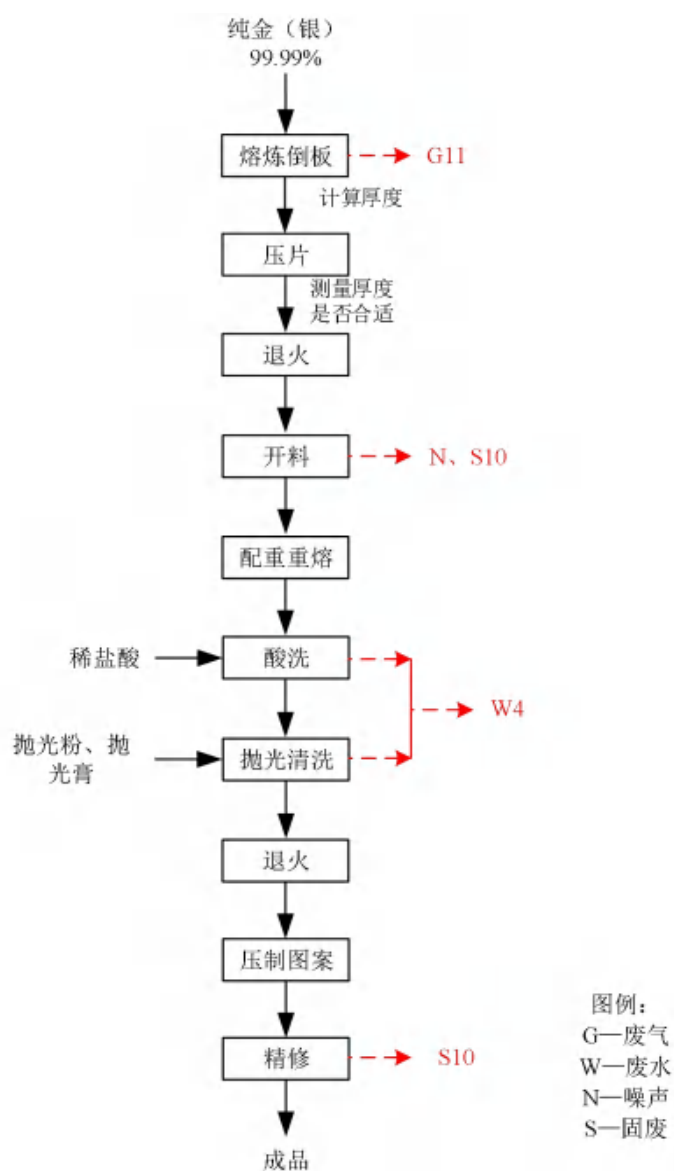 纯金（银）
99.99%
熔炼倒板
G11
计算厚度
压片
测量厚度
是否合适
退火
开料
N、S10
配重重熔
稀盐酸
酸洗
W4
抛光粉、抛
光膏
抛光清洗
退火
压制图案
精修
S10
成品
图例：
G—废气
W—废水
N—噪声
S—固废